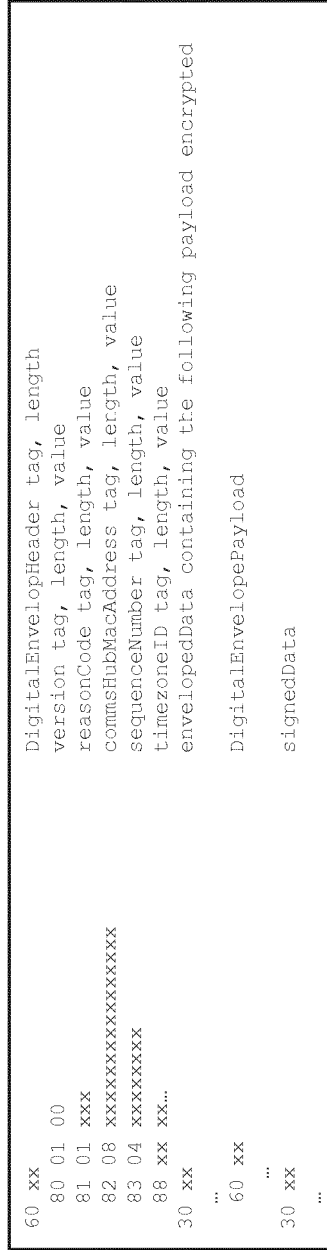 60 xx DigitalEnvelopHeader tag, length
80 01 00 version tag, length, value
81 01 xxx reasonCode tag, length, value
82 08 xxxxxxxxxxxxxxxxx commsHubMacAddress tag, length, value
83 04 xxxxxxxxx sequenceNumber tag, length, value
88 xx xx… timezoneID tag, length, value
30 xx envelopedData containing the following payload encrypted
…
60 xx DigitalEnvelopePayload
…
30 xx signedData
…